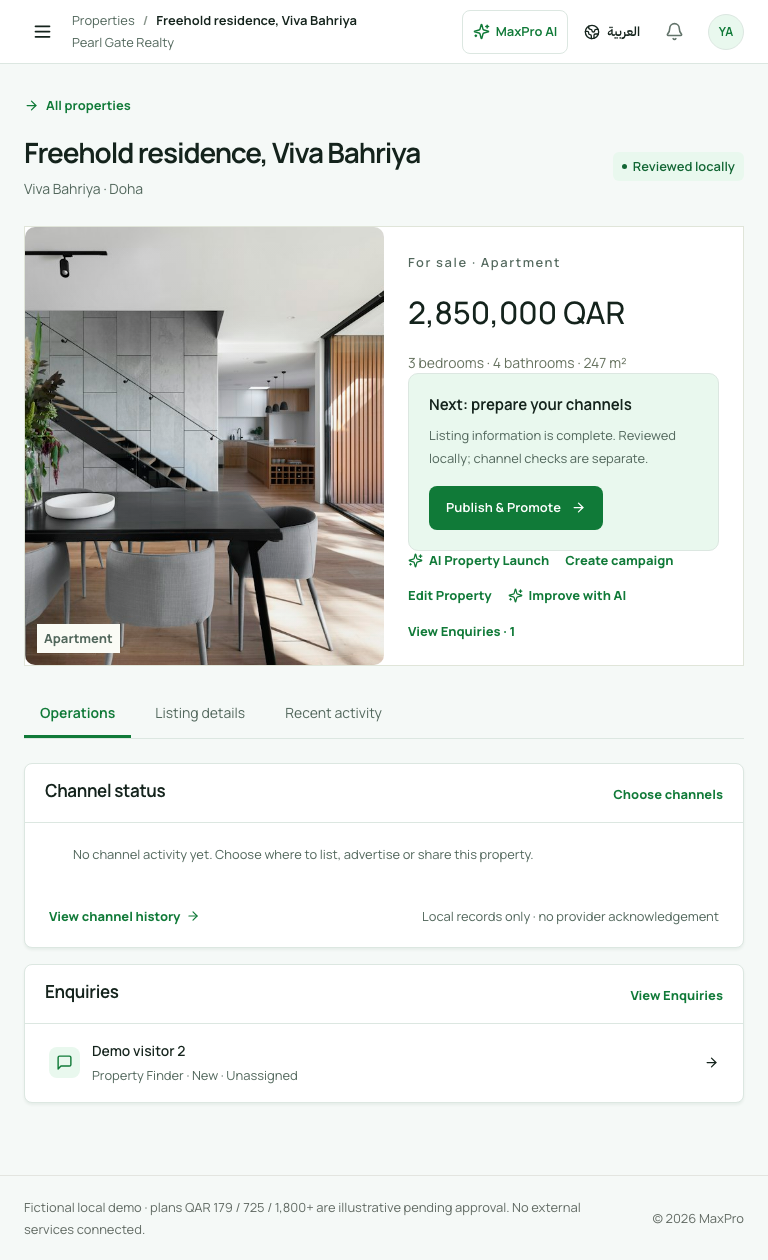 Properties / Freehold residence, Viva Bahriya
Pearl Gate Realty
MaxPro AI
العربية
YA
All properties
Freehold residence, Viva Bahriya
Viva Bahriya · Doha
Reviewed locally
For sale · Apartment
2,850,000 QAR
3 bedrooms · 4 bathrooms · 247 m²
Next: prepare your channels
Listing information is complete. Reviewed
locally; channel checks are separate.
Publish & Promote
AI Property Launch
Create campaign
Edit Property
Improve with AI
View Enquiries · 1
Apartment
Operations
Listing details
Recent activity
Channel status
Choose channels
No channel activity yet. Choose where to list, advertise or share this property.
View channel history
Local records only · no provider acknowledgement
Enquiries
View Enquiries
Demo visitor 2
Property Finder · New · Unassigned
Fictional local demo · plans QAR 179 / 725 / 1,800+ are illustrative pending approval. No external
services connected.
© 2026 MaxPro